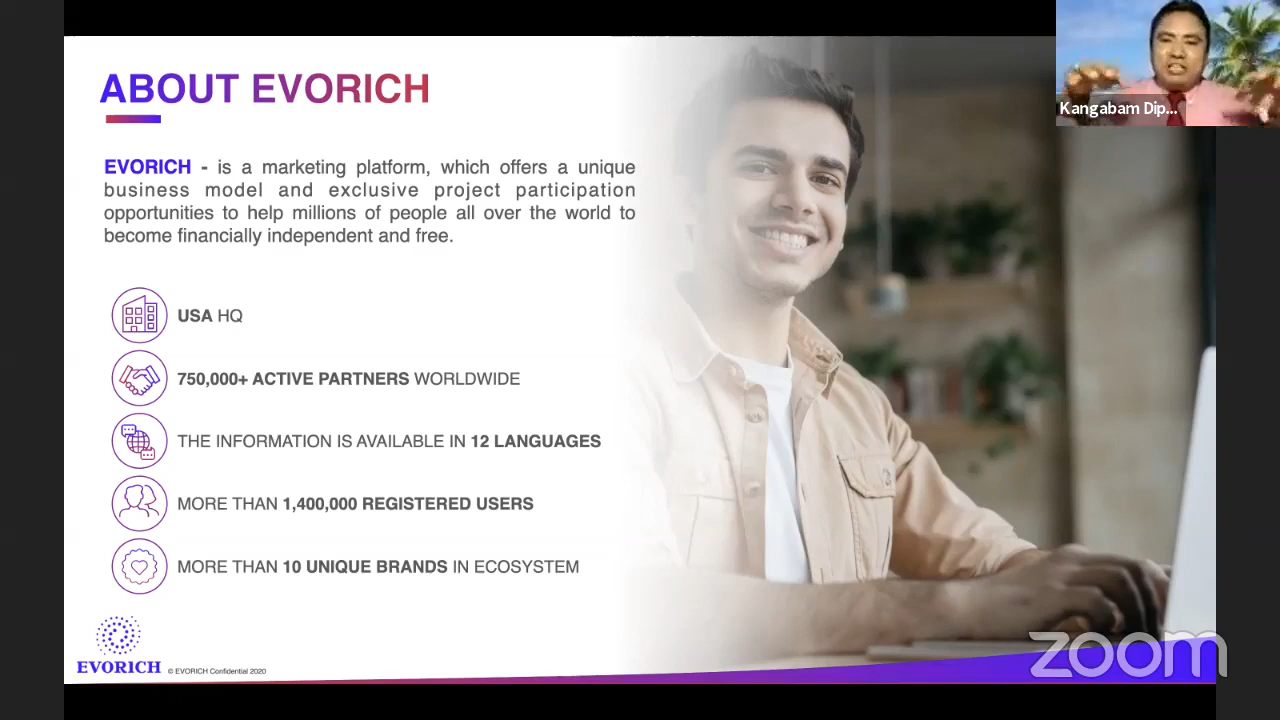 ABOUT EVORICH
EVORICH - is a marketing platform, which offers a unique
business model and exclusive project participation
opportunities to help millions of people all over the world to
become financially independent and free.
USA HQ
750,000+ ACTIVE PARTNERS WORLDWIDE
THE INFORMATION IS AVAILABLE IN 12 LANGUAGES
MORE THAN 1,400,000 REGISTERED USERS
MORE THAN 10 UNIQUE BRANDS IN ECOSYSTEM
EVORICH
© EVORICH Confidential 2020
Kangabam Dip...
zoom